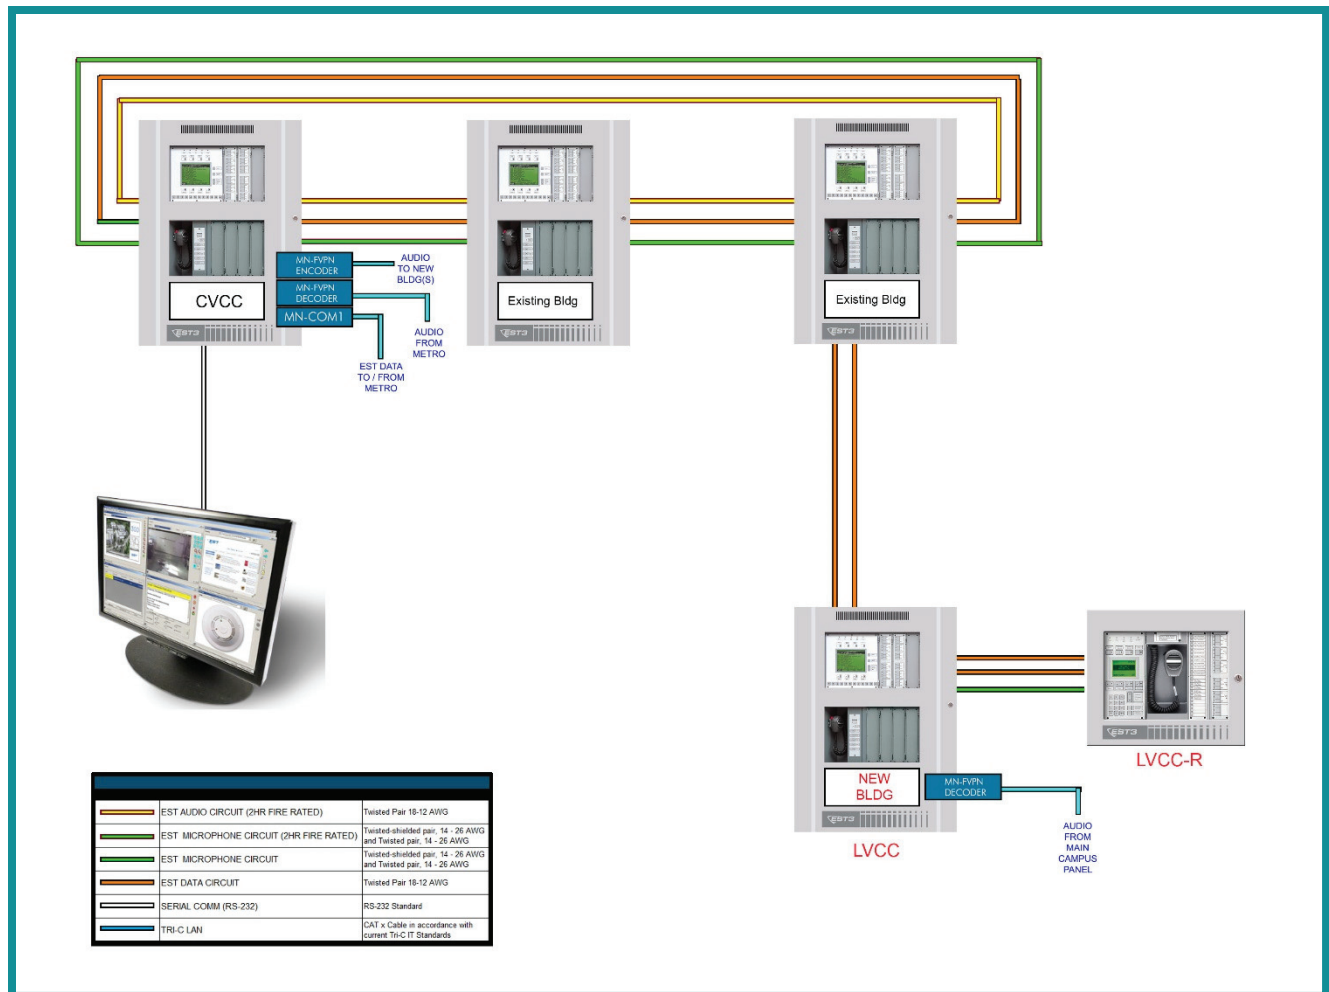 MN-FVPN
ENCODER
AUDIO
TO NEW
BLDG(S)
MN-FVPN
DECODER
CVCC
MN-COM1
Existing Bldg
Existing Bldg
EST3
EST3
EST3
AUDIO
FROM
METRO
EST DATA
TO / FROM
METRO
EST3
LVCC-R
NEW
BLDG
MN-FVPN
DECODER
EST3
LVCC
AUDIO
FROM
MAIN
CAMPUS
PANEL
EST AUDIO CIRCUIT (2HR FIRE RATED)
Twisted Pair 18-12 AWG
EST MICROPHONE CIRCUIT (2HR FIRE RATED)
Twisted-shielded pair, 14 - 26 AWG
and Twisted pair, 14 - 26 AWG
EST MICROPHONE CIRCUIT
Twisted-shielded pair, 14 - 26 AWG
and Twisted pair, 14 - 26 AWG
EST DATA CIRCUIT
Twisted Pair 18-12 AWG
SERIAL COMM (RS-232)
RS-232 Standard
TRI-C LAN
CAT x Cable in accordance with
current Tri-C IT Standards